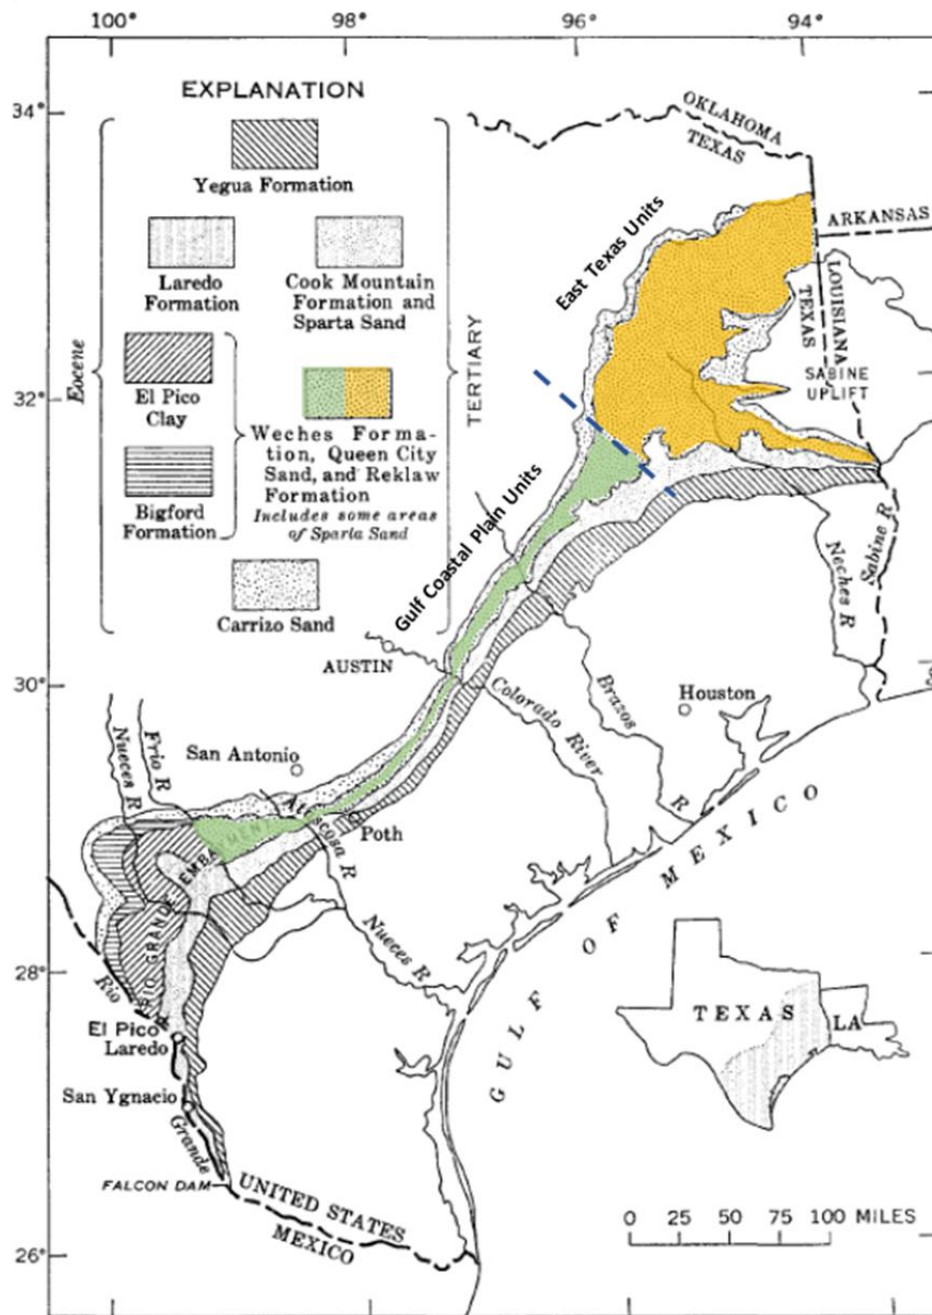 100° 98° 96° 94°
34°
32°
30°
28°
26°
EXPLANATION
Yegua Formation
Laredo
Formation
Cook Mountain
Formation and
Sparta Sand
El Pico
Clay
Bigford
Formation
Weches Forma-
tion, Queen City
Sand, and Reklaw
Formation
Includes some areas
of Sparta Sand
Carrizo Sand
Eocene
TERTIARY
OKLAHOMA
TEXAS
ARKANSAS
LOUISIANA
TEXAS
SABINE
UPLIFT
East Texas Units
Gulf Coastal Plain Units
Sabine R
Neches R
AUSTIN
Colorado River
Brazos
R
Houston
San Antonio
Nueces R
Frio R
Atascosa R
Poth
RIO GRANDE EMBAYMENT
Nueces R
GULF OF MEXICO
Rio
El Pico
Laredo
San Ygnacio
Grande
FALCON DAM
UNITED STATES
MEXICO
TEXAS
LA
0 25 50 75 100 MILES